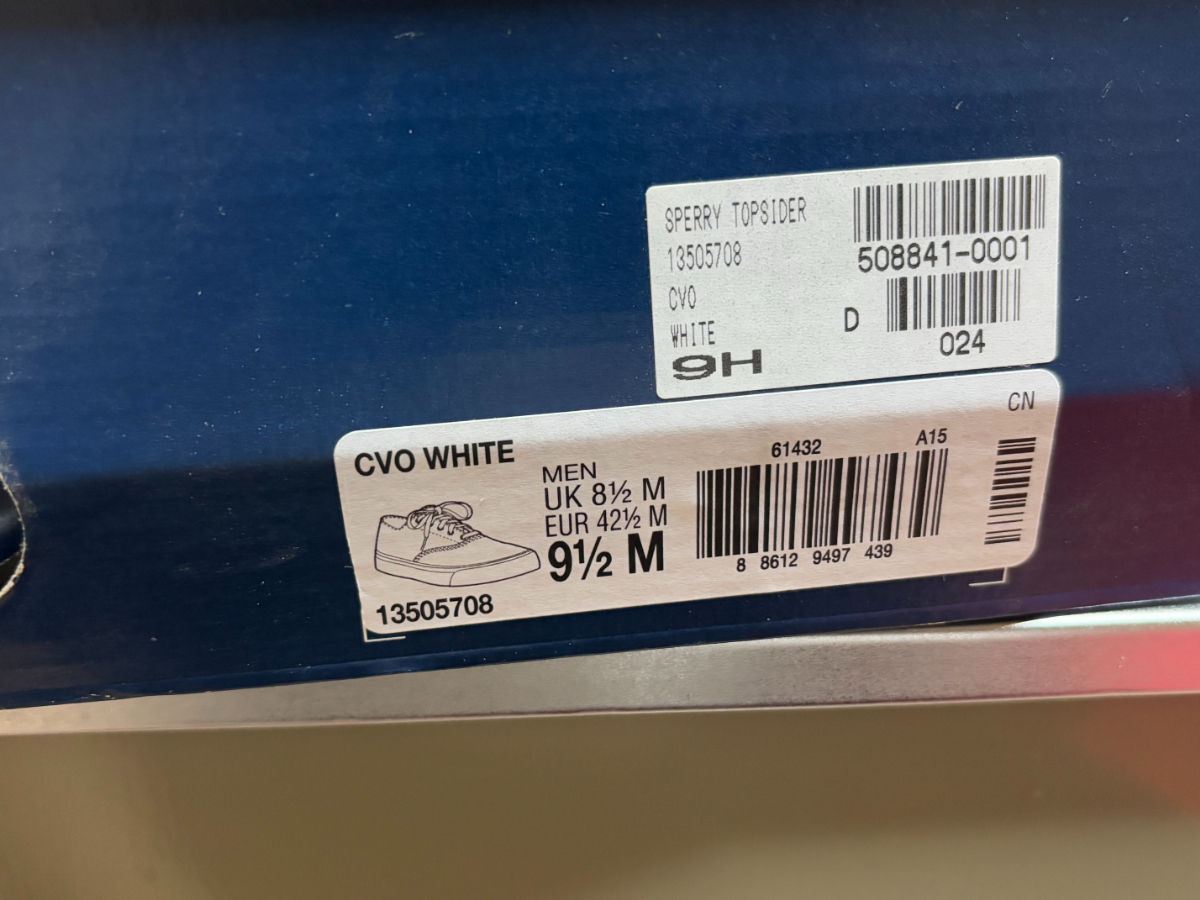 SPERRY TOPSIDER
13505708
CVO
WHITE
9H
508841-0001
D
024
CN
CVO WHITE
13505708
MEN
UK 8½ M
EUR 42½ M
9½ M
61432
A15
8 8612 9497 439